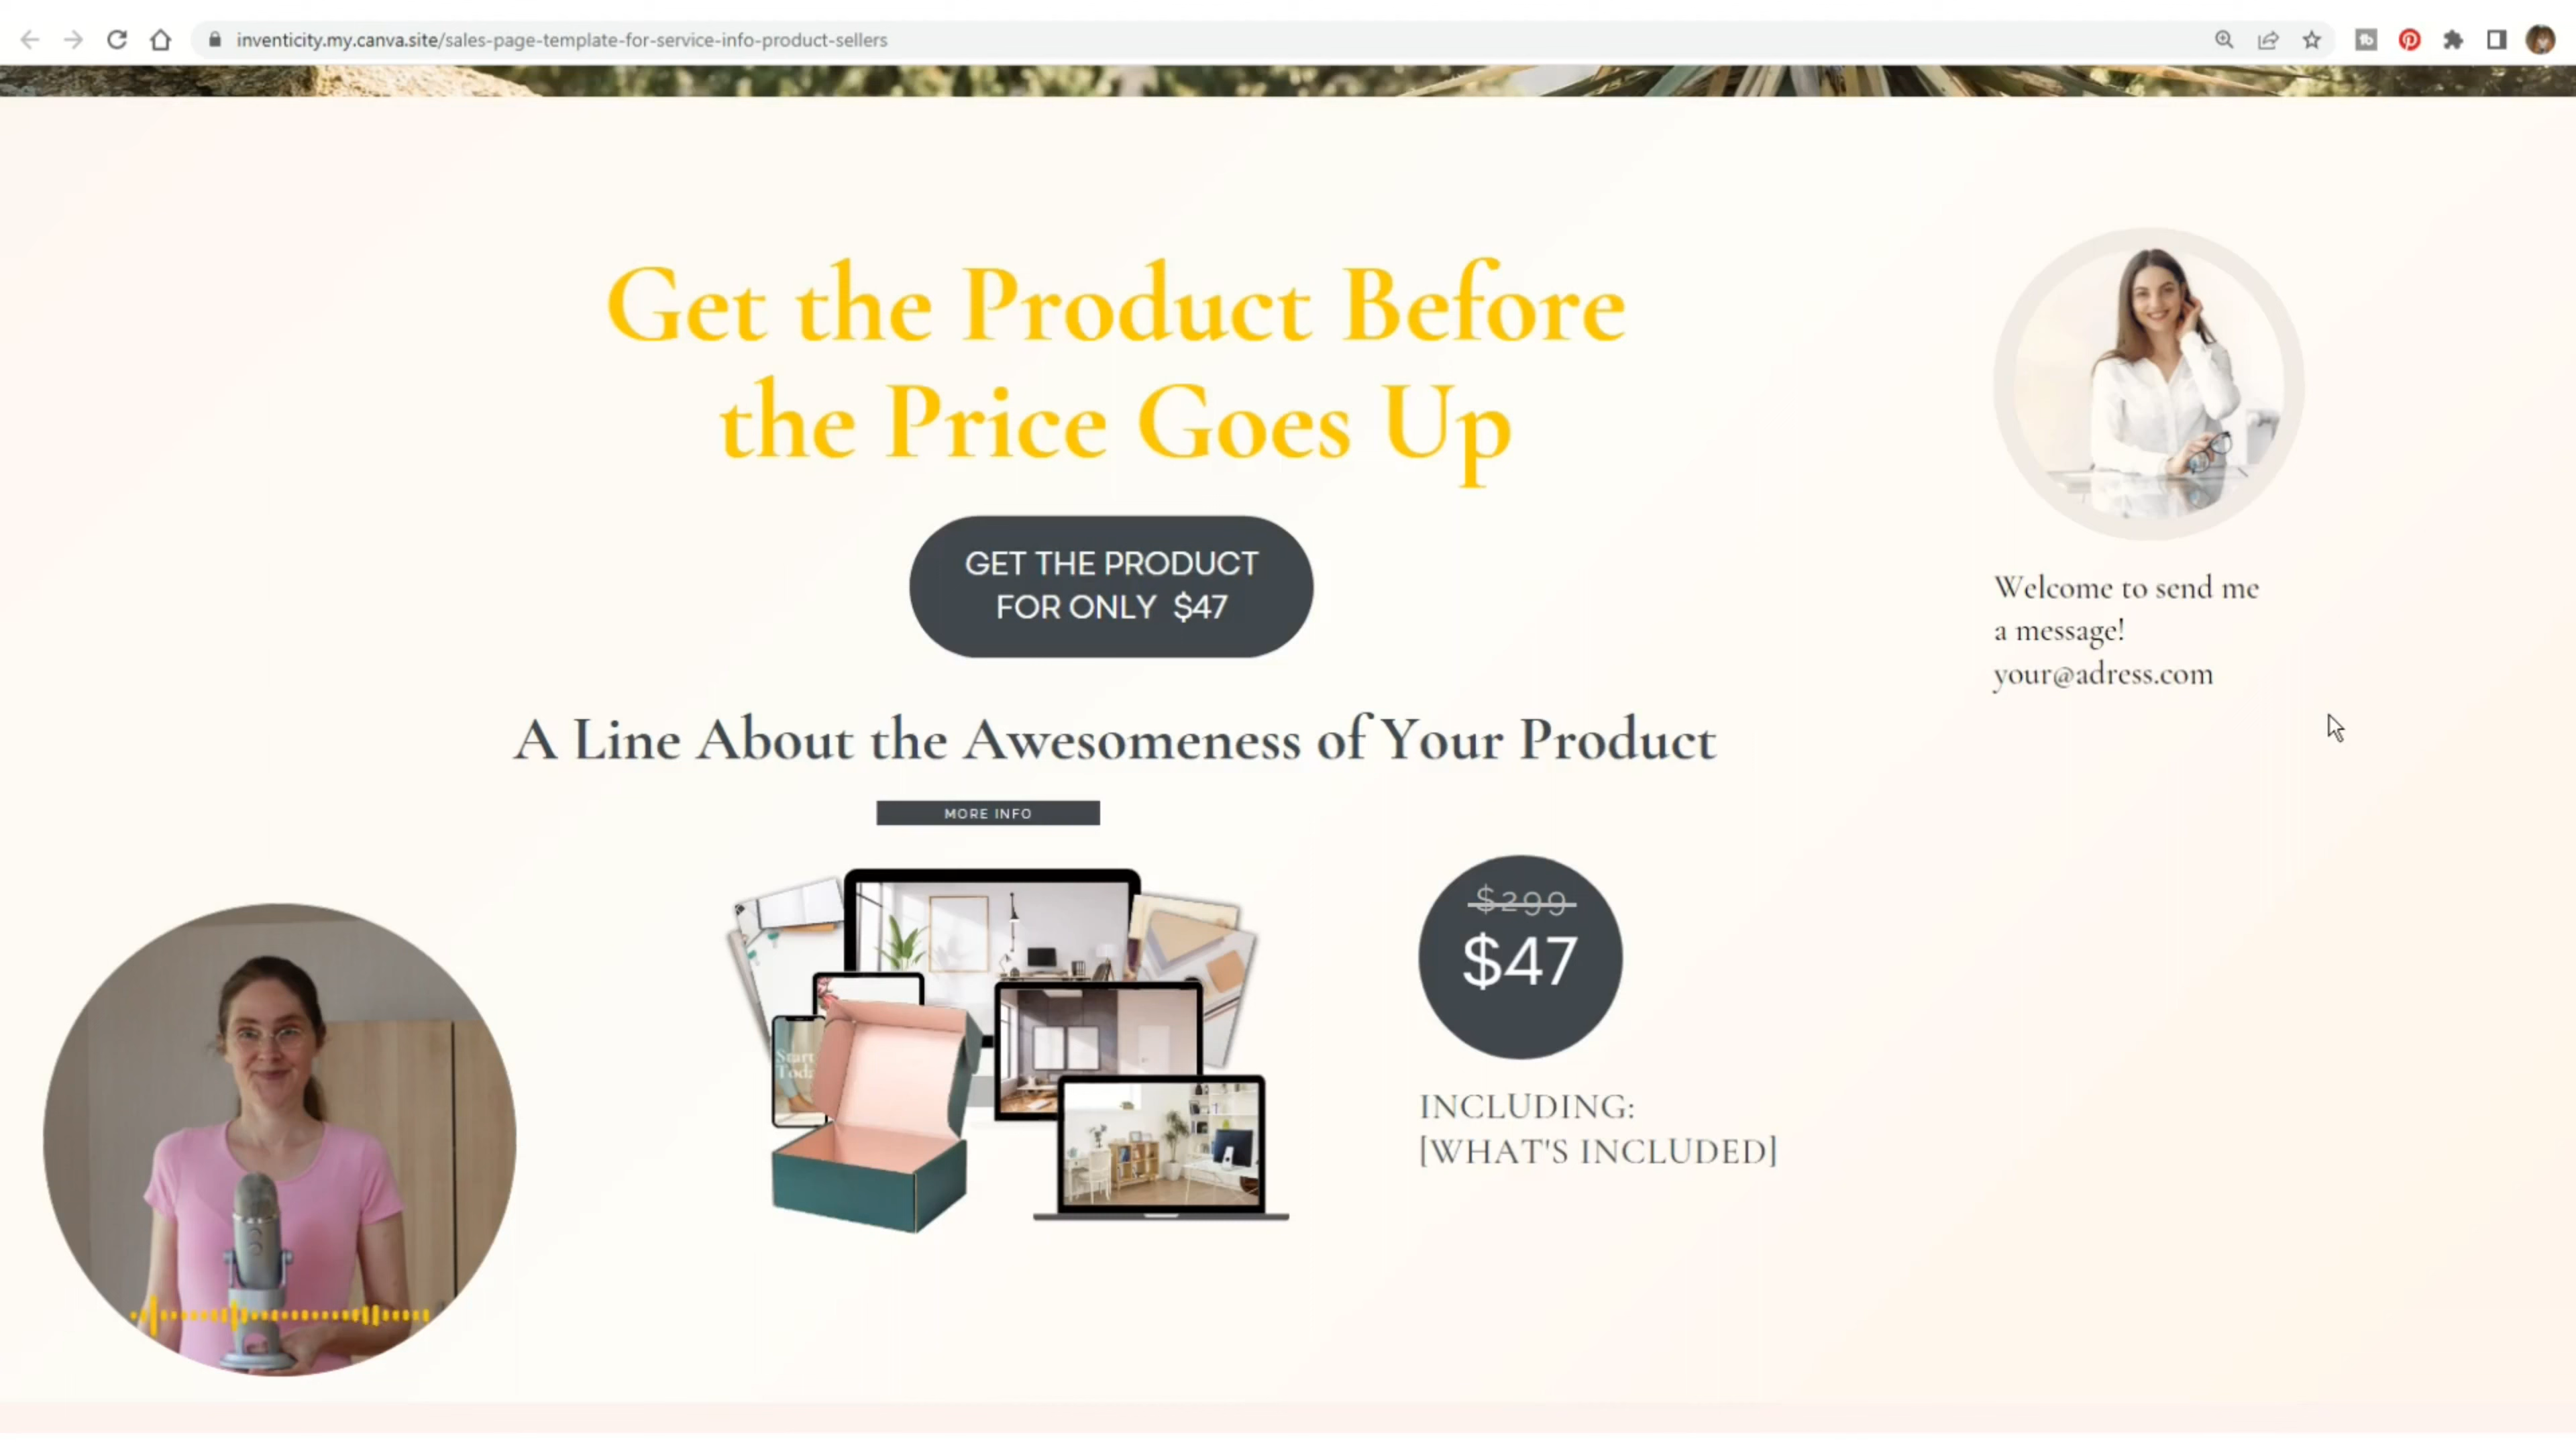 inventicity.my.canva.site/sales-page-template-for-service-info-product-sellers
Get the Product Before
the Price Goes Up
GET THE PRODUCT
FOR ONLY $47
Welcome to send me
a message!
your@adress.com
A Line About the Awesomeness of Your Product
MORE INFO
$299
$47
Start
INCLUDING:
[WHAT'S INCLUDED]